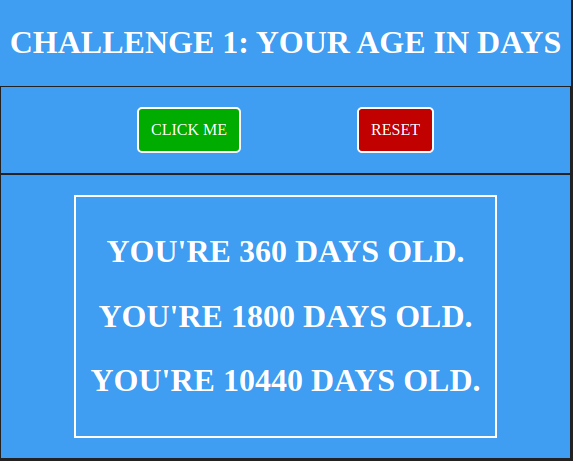 CHALLENGE 1: YOUR AGE IN DAYS
CLICK ME
RESET
YOU'RE 360 DAYS OLD.
YOU'RE 1800 DAYS OLD.
YOU'RE 10440 DAYS OLD.